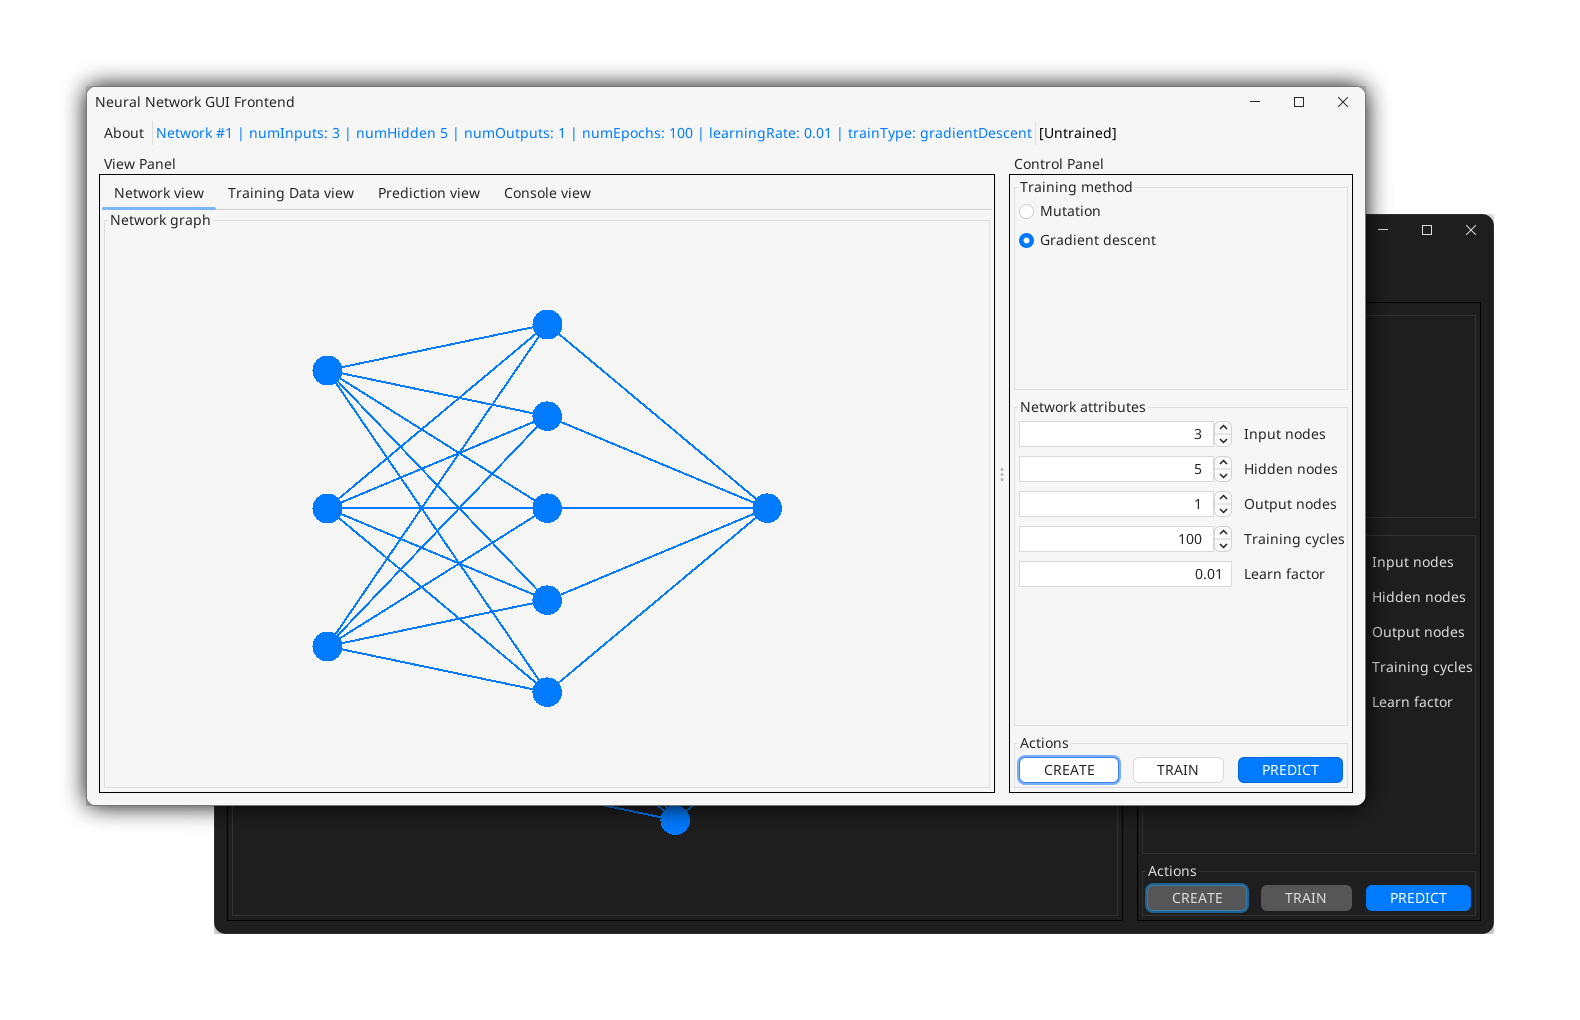 Neural Network GUI Frontend
About Network #1 | numInputs: 3 | numHidden 5 | numOutputs: 1 | numEpochs: 100 | learningRate: 0.01 | trainType: gradientDescent [Untrained]
View Panel
Network view Training Data view Prediction view Console view
Network graph
Control Panel
Training method
Mutation
Gradient descent
Network attributes
3 Input nodes
5 Hidden nodes
1 Output nodes
100 Training cycles
0.01 Learn factor
Actions
CREATE TRAIN PREDICT
Input nodes
Hidden nodes
Output nodes
Training cycles
Learn factor
Actions
CREATE TRAIN PREDICT